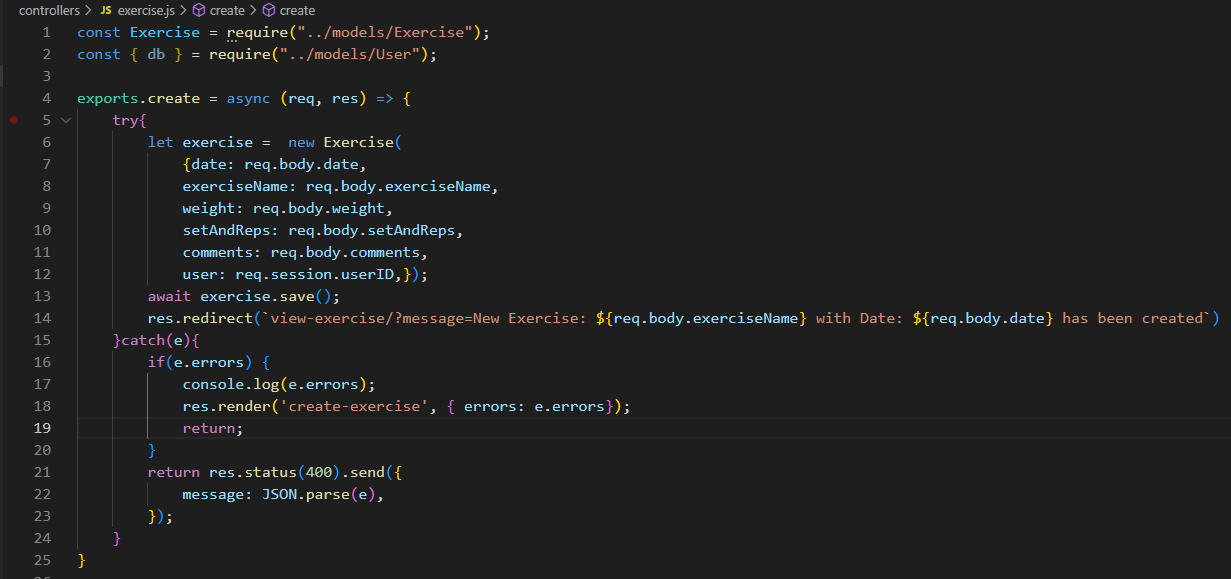 controllers > JS exercise.js > create > create
1 const Exercise = require("../models/Exercise");
2 const { db } = require("../models/User");
3
4 exports.create = async (req, res) => {
5     try{
6         let exercise =  new Exercise(
7             {date: req.body.date,
8             exerciseName: req.body.exerciseName,
9             weight: req.body.weight,
10             setAndReps: req.body.setAndReps,
11             comments: req.body.comments,
12             user: req.session.userID,});
13         await exercise.save();
14         res.redirect(`view-exercise/?message=New Exercise: ${req.body.exerciseName} with Date: ${req.body.date} has been created`)
15     }catch(e){
16         if(e.errors) {
17             console.log(e.errors);
18             res.render('create-exercise', { errors: e.errors});
19             return;
20         }
21         return res.status(400).send({
22             message: JSON.parse(e),
23         });
24     }
25 }